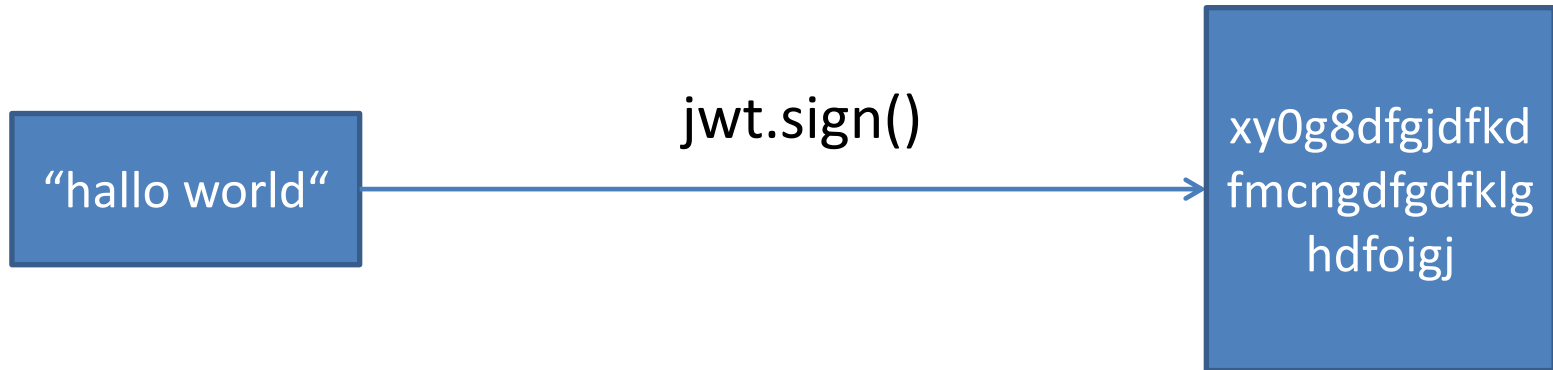 “hallo world“
jwt.sign()
xy0g8dfgjdfkd
fmcngdfgdfklg
hdfoigj